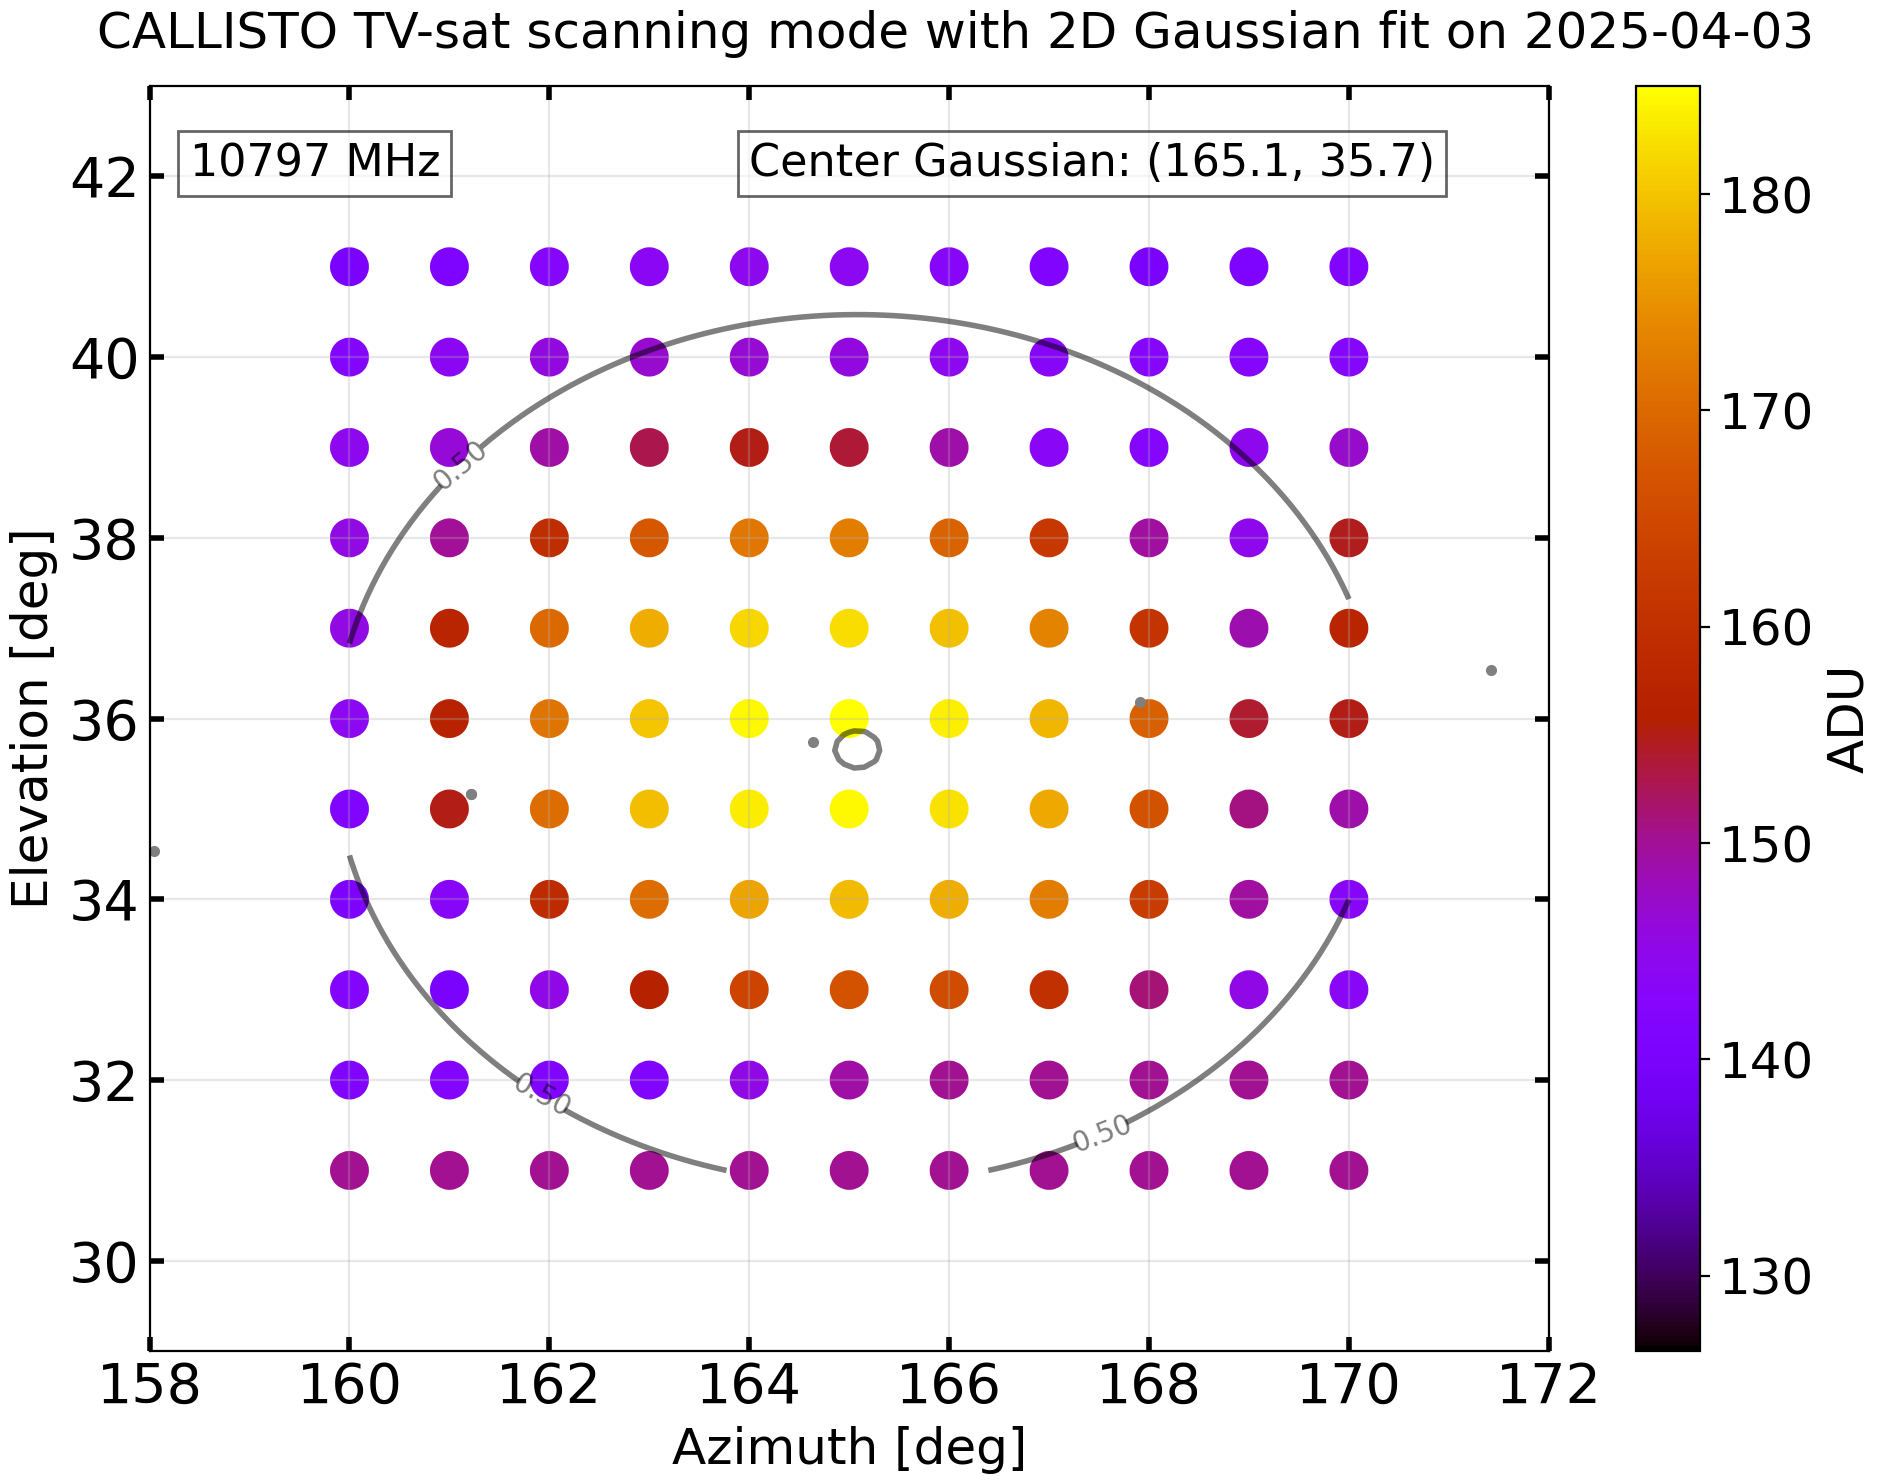 CALLISTO TV-sat scanning mode with 2D Gaussian fit on 2025-04-03
10797 MHz
Center Gaussian: (165.1, 35.7)
42
40
38
36
34
32
30
Elevation [deg]
0.50
0.50
0.50
158 160 162 164 166 168 170 172
Azimuth [deg]
180
170
160
150
140
130
ADU